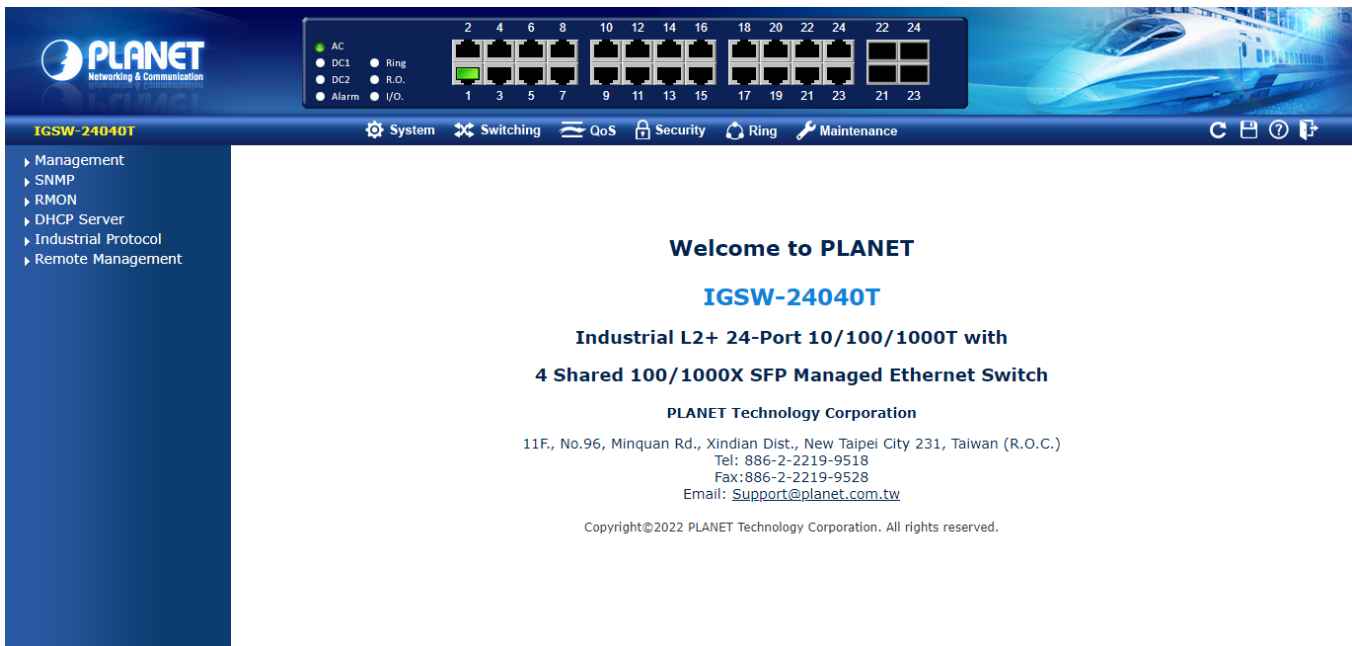 PLANET
Networking & Communication
2 4 6 8 10 12 14 16 18 20 22 24 22 24
AC
DC1 Ring
DC2 R.O.
Alarm I/O.
1 3 5 7 9 11 13 15 17 19 21 23 21 23
IGSW-24040T
System Switching QoS Security Ring Maintenance
Management
SNMP
RMON
DHCP Server
Industrial Protocol
Remote Management
Welcome to PLANET
IGSW-24040T
Industrial L2+ 24-Port 10/100/1000T with
4 Shared 100/1000X SFP Managed Ethernet Switch
PLANET Technology Corporation
11F., No.96, Minquan Rd., Xindian Dist., New Taipei City 231, Taiwan (R.O.C.)
Tel: 886-2-2219-9518
Fax:886-2-2219-9528
Email: Support@planet.com.tw
Copyright©2022 PLANET Technology Corporation. All rights reserved.